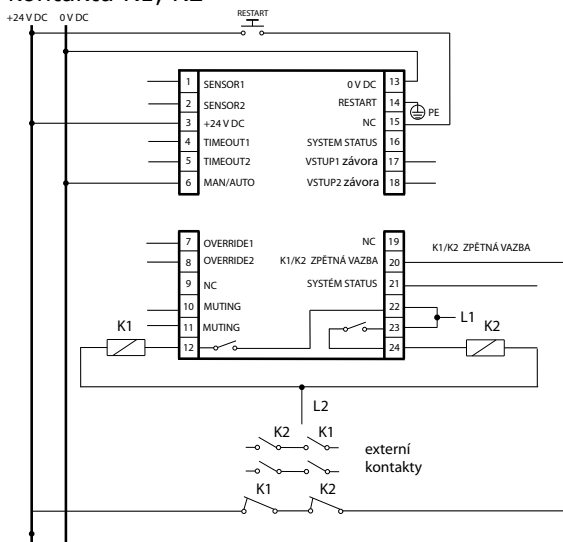 +24 V DC
0 V DC
RESTART
1 SENSOR1
0 V DC 13
2 SENSOR2
RESTART 14
PE
3 +24 V DC
NC 15
4 TIMEOUT1
SYSTEM STATUS 16
5 TIMEOUT2
VSTUP1 závora 17
6 MAN/AUTO
VSTUP2 závora 18
7 OVERRIDE1
NC 19
K1/K2 ZPĚTNÁ VAZBA
8 OVERRIDE2
K1/K2 ZPĚTNÁ VAZBA 20
9 NC
SYSTÉM STATUS 21
10 MUTING
22
L1
11 MUTING
23
K1
12
24
K2
L2
K2 K1
externí
kontakty
K1 K2